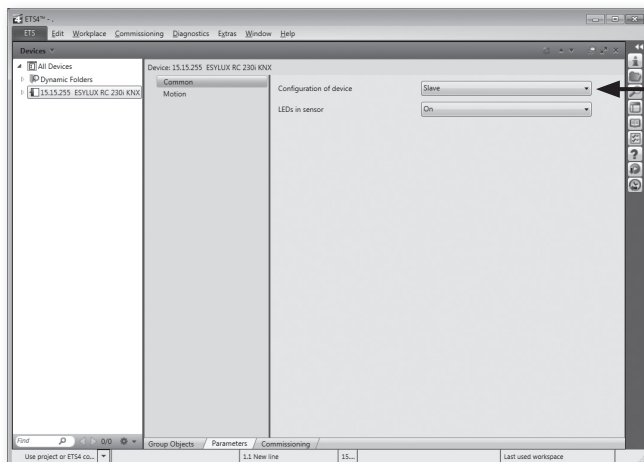 ETS4™ - .
ETS Edit Workplace Commissioning Diagnostics Extras Window Help
Devices
All Devices
Dynamic Folders
15.15.255 ESYLUX RC 230i KNX
Device: 15.15.255 ESYLUX RC 230i KNX
Common
Motion
Configuration of device Slave
LEDs in sensor On
Find 0/0
Group Objects Parameters Commissioning
Use project or ETS4 co... 1.1 New line 15.... Last used workspace